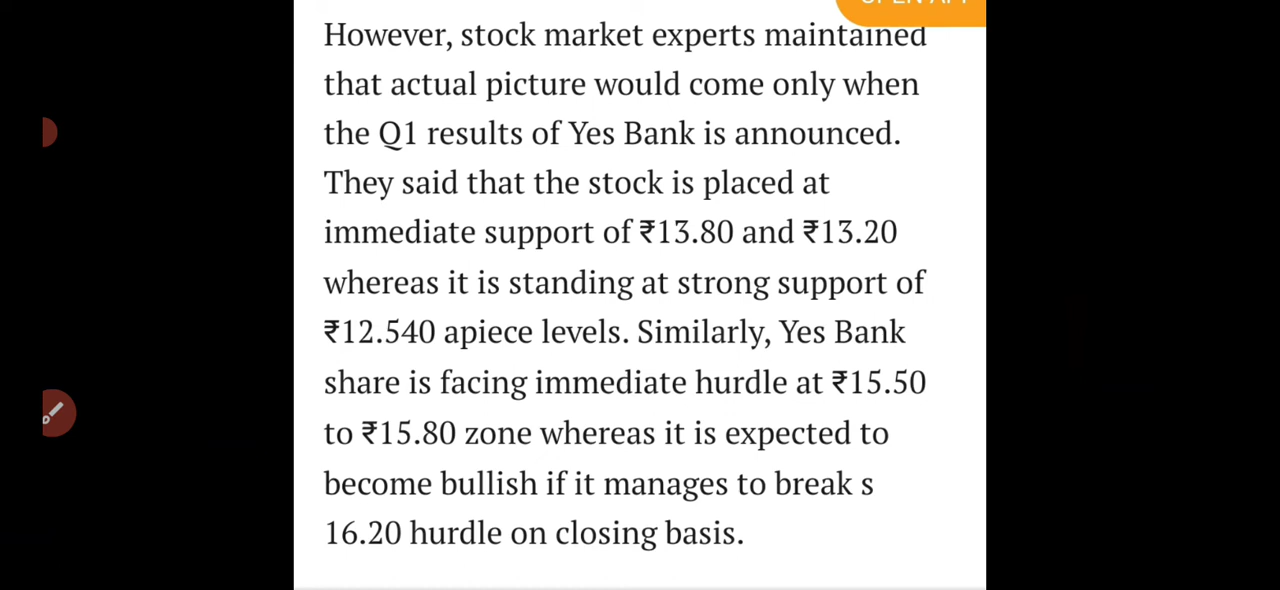 OPEN APP
However, stock market experts maintained
that actual picture would come only when
the Q1 results of Yes Bank is announced.
They said that the stock is placed at
immediate support of ₹13.80 and ₹13.20
whereas it is standing at strong support of
₹12.540 apiece levels. Similarly, Yes Bank
share is facing immediate hurdle at ₹15.50
to ₹15.80 zone whereas it is expected to
become bullish if it manages to break s
16.20 hurdle on closing basis.